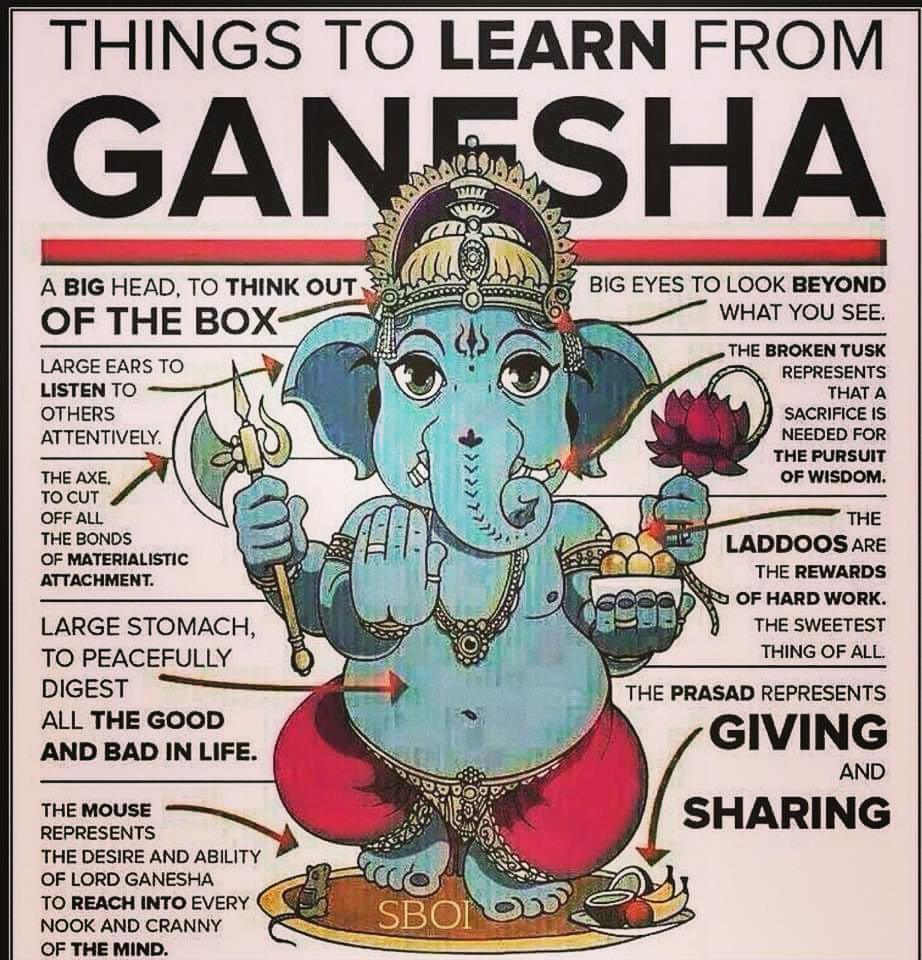 THINGS TO LEARN FROM
GANESHA
A BIG HEAD, TO THINK OUT
OF THE BOX
LARGE EARS TO
LISTEN TO
OTHERS
ATTENTIVELY.
THE AXE,
TO CUT
OFF ALL
THE BONDS
OF MATERIALISTIC
ATTACHMENT.
LARGE STOMACH,
TO PEACEFULLY
DIGEST
ALL THE GOOD
AND BAD IN LIFE.
THE MOUSE
REPRESENTS
THE DESIRE AND ABILITY
OF LORD GANESHA
TO REACH INTO EVERY
NOOK AND CRANNY
OF THE MIND.
BIG EYES TO LOOK BEYOND
WHAT YOU SEE.
THE BROKEN TUSK
REPRESENTS
THAT A
SACRIFICE IS
NEEDED FOR
THE PURSUIT
OF WISDOM.
THE
LADDOOS ARE
THE REWARDS
OF HARD WORK.
THE SWEETEST
THING OF ALL.
THE PRASAD REPRESENTS
GIVING
AND
SHARING
SBOI